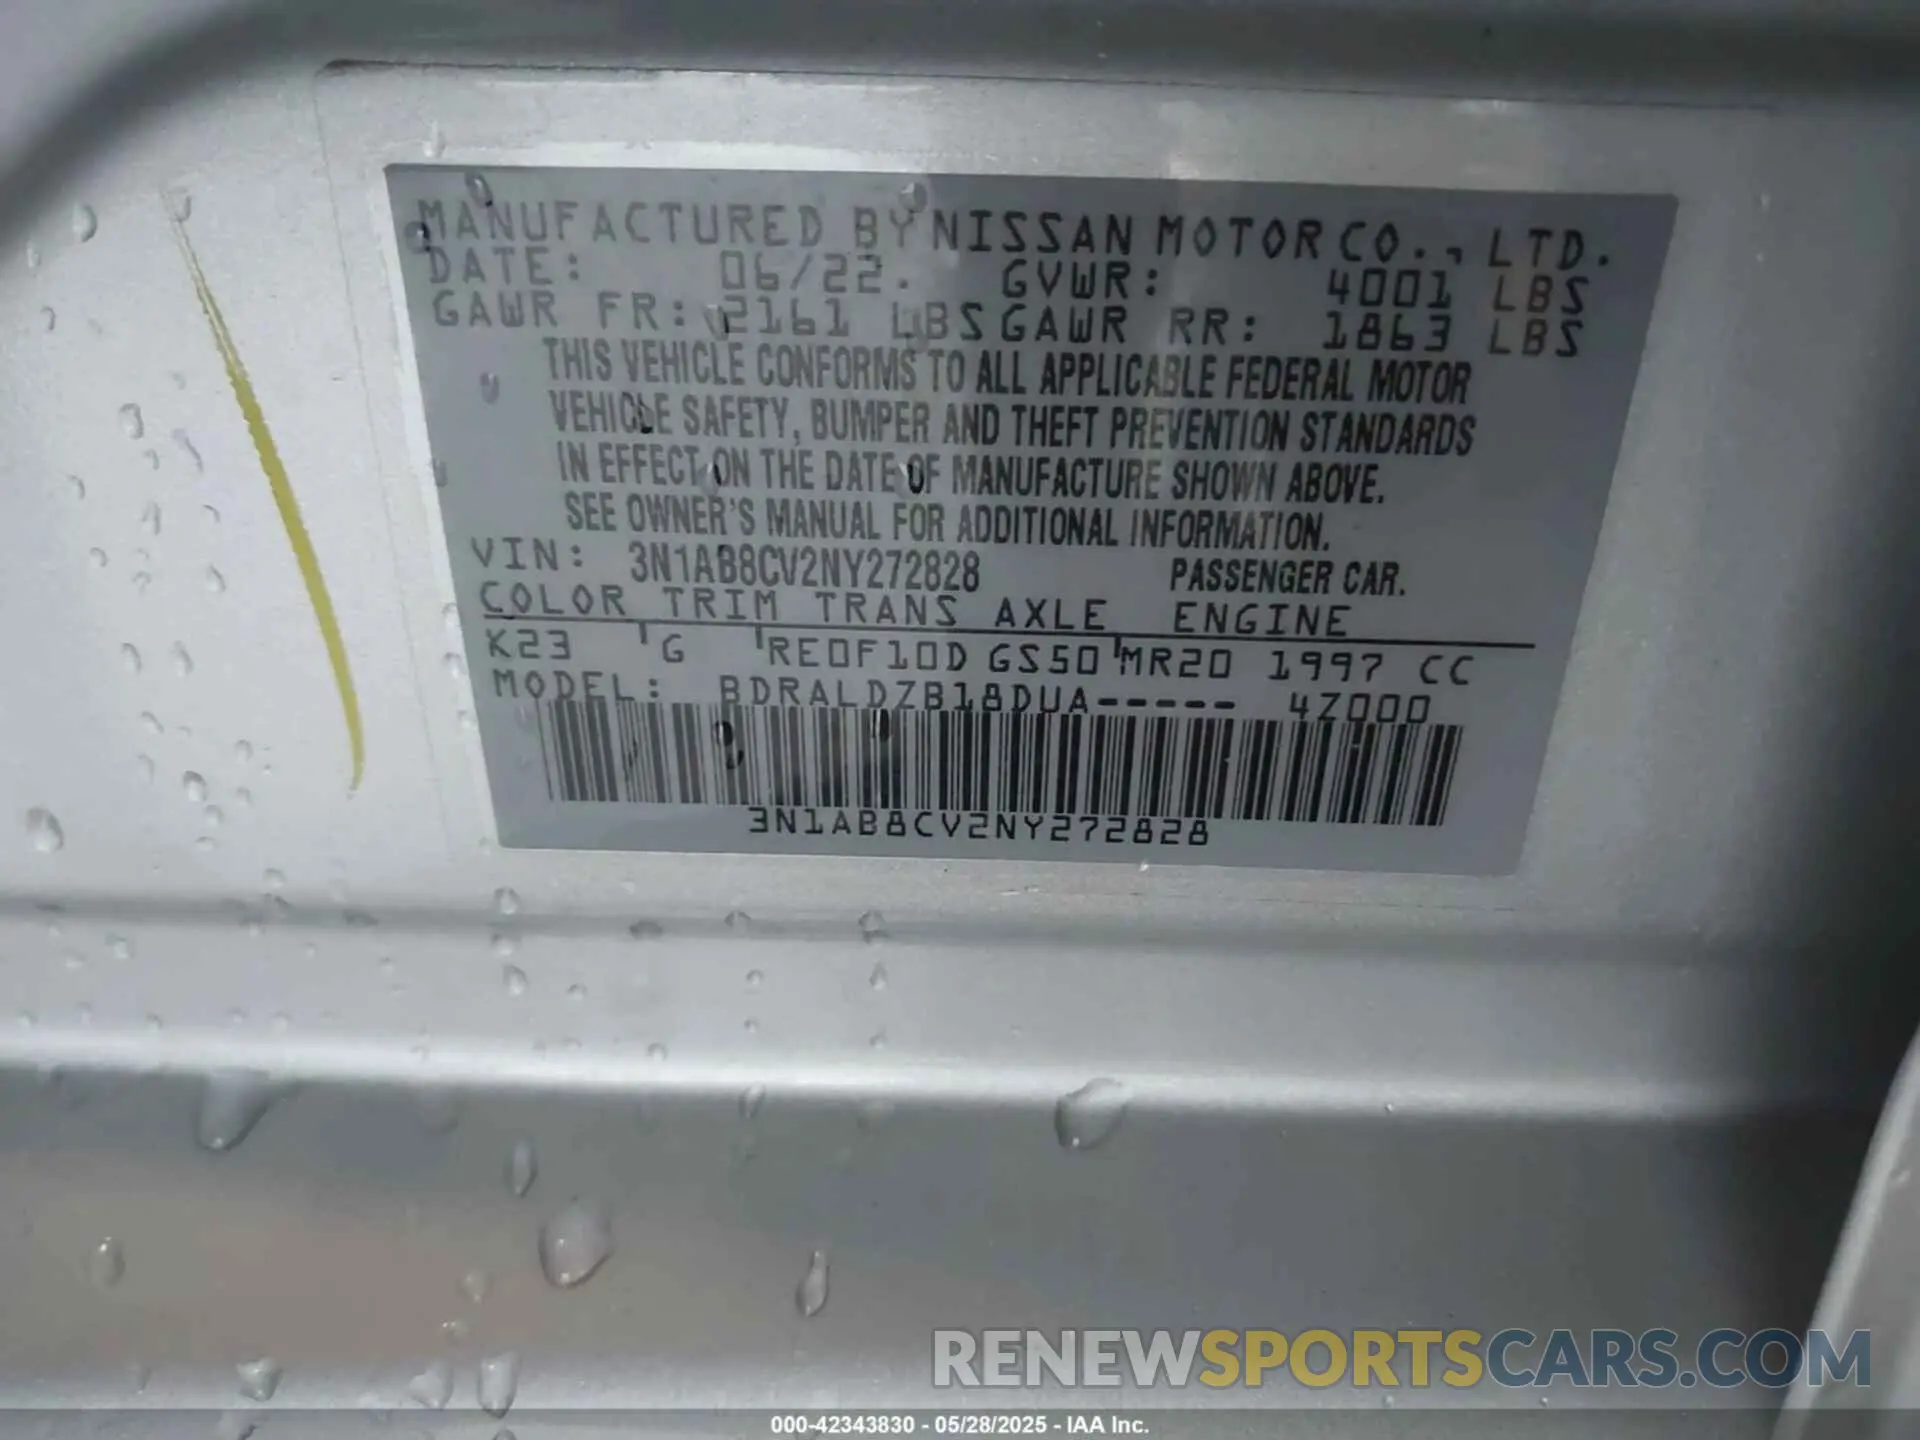 MANUFACTURED BY NISSAN MOTOR CO., LTD.
DATE: 06/22. GVWR: 4001 LBS
GAWR FR: 2161 LBS GAWR RR: 1863 LBS
THIS VEHICLE CONFORMS TO ALL APPLICABLE FEDERAL MOTOR
VEHICLE SAFETY, BUMPER AND THEFT PREVENTION STANDARDS
IN EFFECT ON THE DATE OF MANUFACTURE SHOWN ABOVE.
SEE OWNER'S MANUAL FOR ADDITIONAL INFORMATION.
VIN: 3N1AB8CV2NY272828 PASSENGER CAR.
COLOR TRIM TRANS AXLE ENGINE
K23 G RE0F10D GS50 MR20 1997 CC
MODEL: BDRALDZB18DUA----- 4Z000
3N1AB8CV2NY272828
RENEWSPORTSCARS.COM
000-42343830 - 05/28/2025 - IAA Inc.